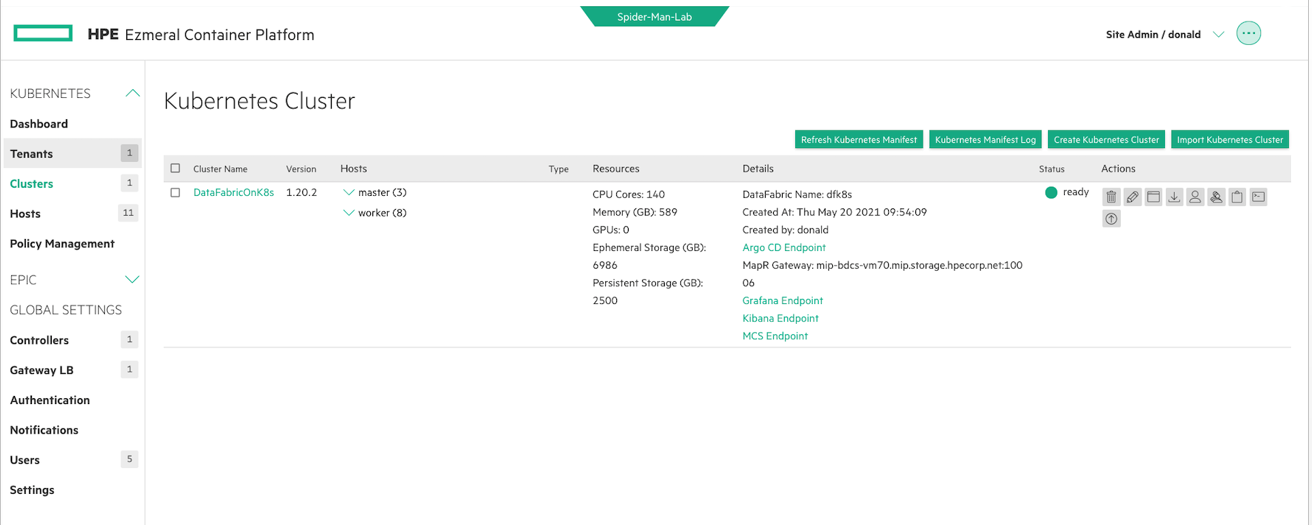 Spider-Man-Lab
HPE Ezmeral Container Platform
Site Admin / donald
KUBERNETES
Dashboard
Tenants 1
Clusters 1
Hosts 11
Policy Management
EPIC
GLOBAL SETTINGS
Controllers 1
Gateway LB 1
Authentication
Notifications
Users 5
Settings
Kubernetes Cluster
Refresh Kubernetes Manifest Kubernetes Manifest Log Create Kubernetes Cluster Import Kubernetes Cluster
Cluster Name Version Hosts Type Resources Details Status Actions
DataFabricOnK8s 1.20.2
master (3)
worker (8)
CPU Cores: 140
Memory (GB): 589
GPUs: 0
Ephemeral Storage (GB):
6986
Persistent Storage (GB):
2500
DataFabric Name: dfk8s
Created At: Thu May 20 2021 09:54:09
Created by: donald
Argo CD Endpoint
MapR Gateway: mip-bdcs-vm70.mip.storage.hpecorp.net:100
06
Grafana Endpoint
Kibana Endpoint
MCS Endpoint
ready